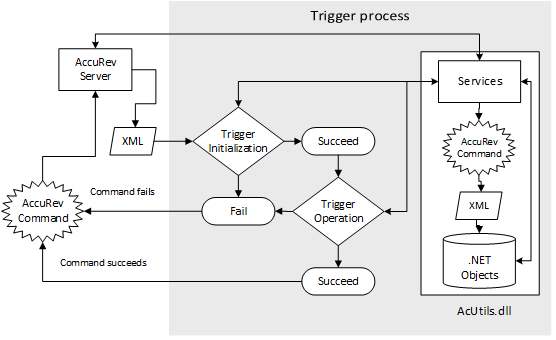 Trigger process
AccuRev
Server
Services
XML
Trigger
Initialization
Succeed
AccuRev
Command
Command fails
AccuRev
Command
Fail
Trigger
Operation
XML
Command succeeds
Succeed
.NET
Objects
AcUtils.dll